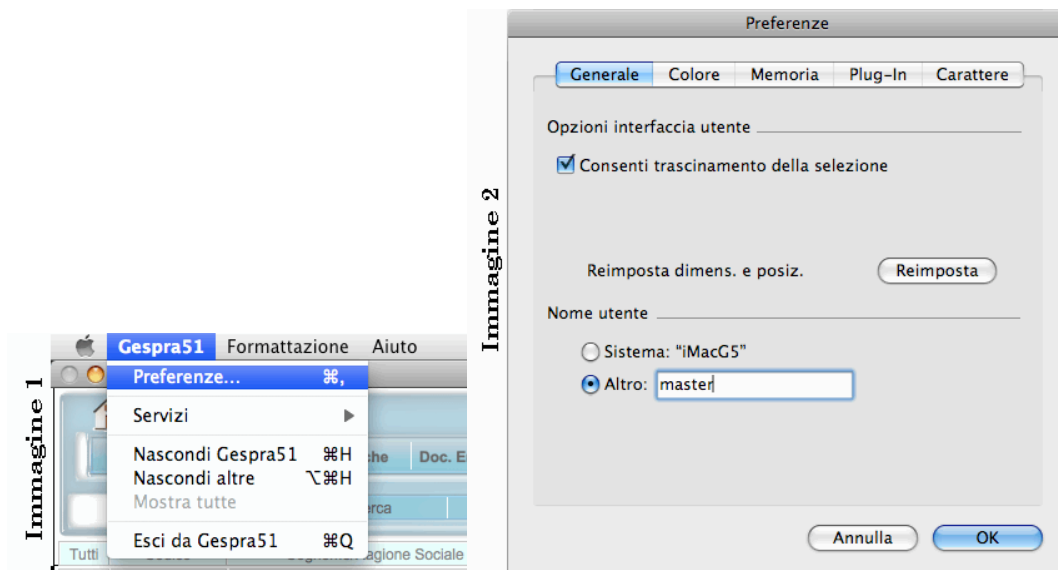 Immagine 1
Gespra51 Formattazione Aiuto
Preferenze... ⌘,
Servizi
Nascondi Gespra51 ⌘H
Nascondi altre ⌥⌘H
Mostra tutte
Esci da Gespra51 ⌘Q
Doc. E
Tutti
agione Sociale
Immagine 2
Preferenze
Generale Colore Memoria Plug-In Carattere
Opzioni interfaccia utente
Consenti trascinamento della selezione
Reimposta dimens. e posiz. Reimposta
Nome utente
Sistema: “iMacG5”
Altro: master
Annulla OK